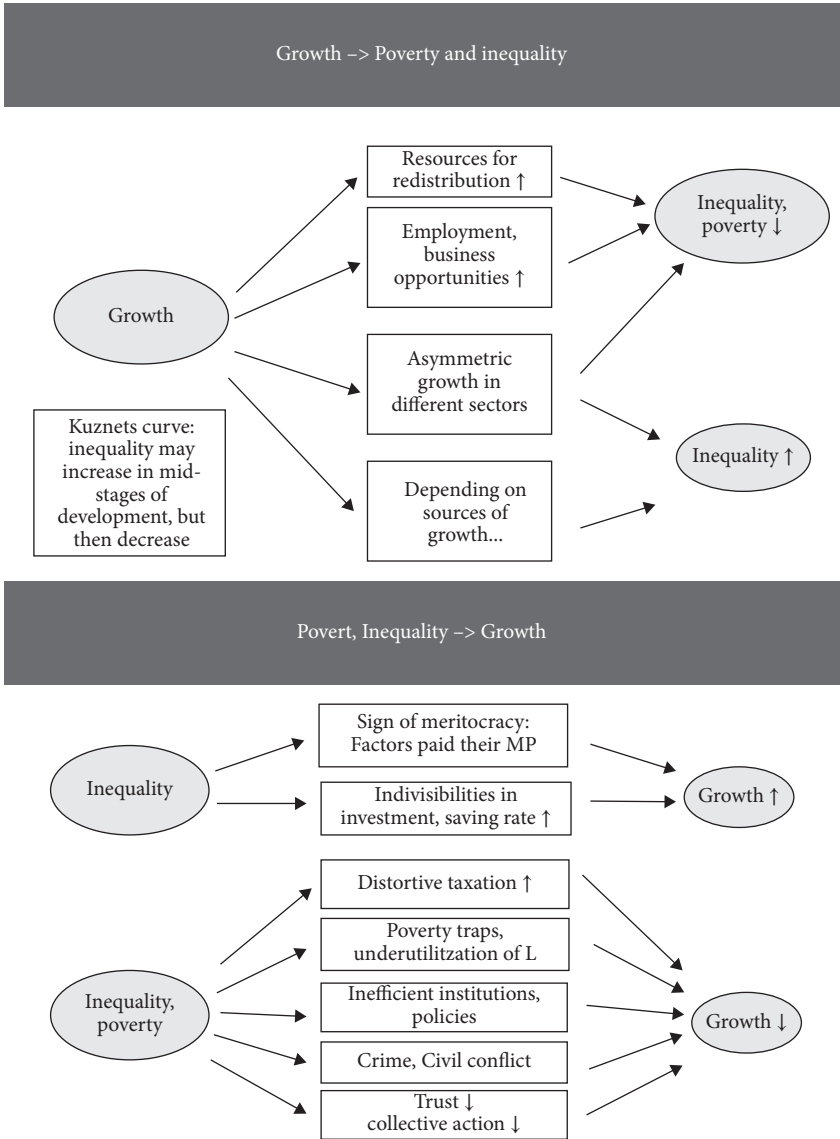 Growth –> Poverty and inequality
Resources for
redistribution ↑
Employment,
business
opportunities ↑
Inequality,
poverty ↓
Growth
Asymmetric
growth in
different sectors
Kuznets curve:
inequality may
increase in mid-
stages of
development, but
then decrease
Inequality ↑
Depending on
sources of
growth...
Povert, Inequality –> Growth
Sign of meritocracy:
Factors paid their MP
Inequality
Indivisibilities in
investment, saving rate ↑
Growth ↑
Distortive taxation ↑
Poverty traps,
underutilitzation of L
Inequality,
poverty
Inefficient institutions,
policies
Growth ↓
Crime, Civil conflict
Trust ↓
collective action ↓